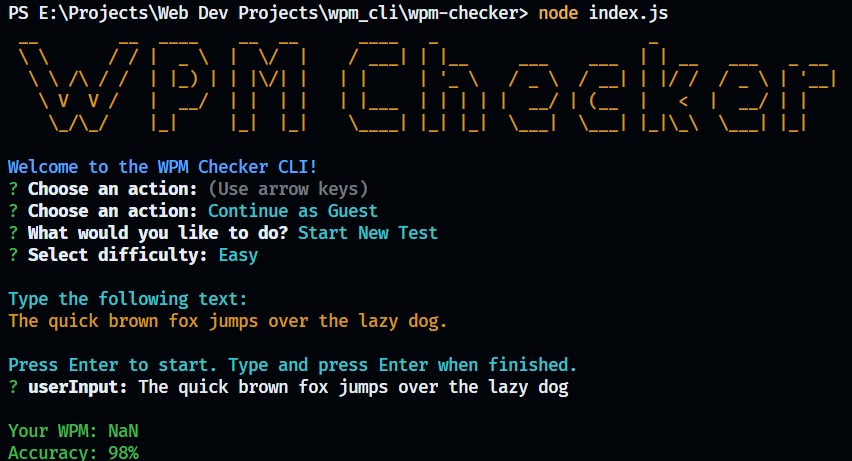 PS E:\Projects\Web Dev Projects\wpm_cli\wpm-checker> node index.js
WPM Checker
Welcome to the WPM Checker CLI!
? Choose an action: (Use arrow keys)
? Choose an action: Continue as Guest
? What would you like to do? Start New Test
? Select difficulty: Easy
Type the following text:
The quick brown fox jumps over the lazy dog.
Press Enter to start. Type and press Enter when finished.
? userInput: The quick brown fox jumps over the lazy dog
Your WPM: NaN
Accuracy: 98%